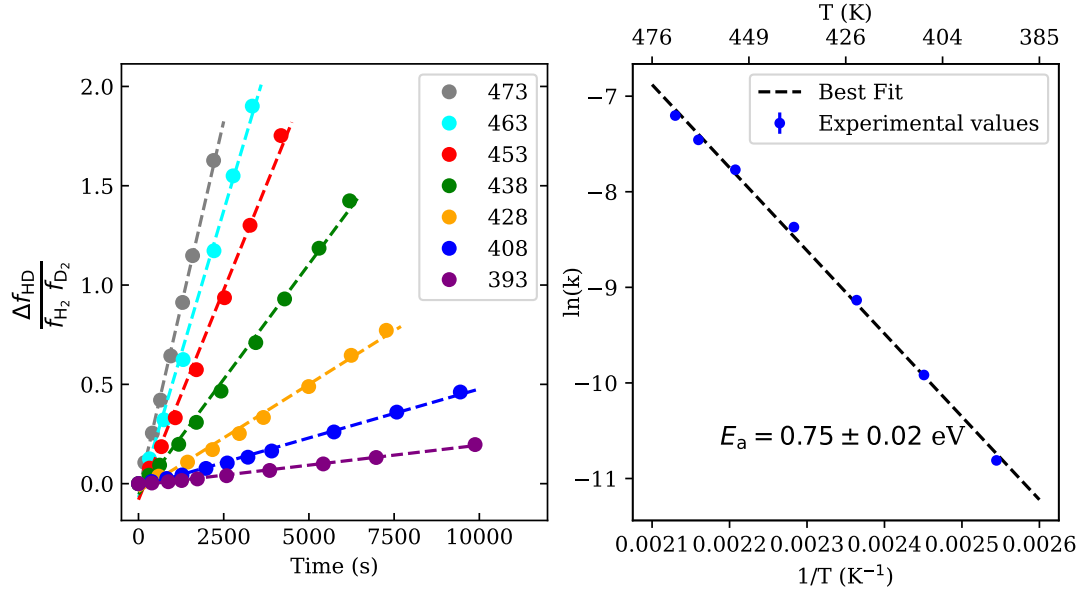 2.0
1.5
1.0
0.5
0.0
Δf_HD
f_H₂ f_D₂
473
463
453
438
428
408
393
0 2500 5000 7500 10000
Time (s)
T (K)
476 449 426 404 385
−7
−8
−9
−10
−11
ln(k)
Best Fit
Experimental values
E_a = 0.75 ± 0.02 eV
0.0021 0.0022 0.0023 0.0024 0.0025 0.0026
1/T (K⁻¹)